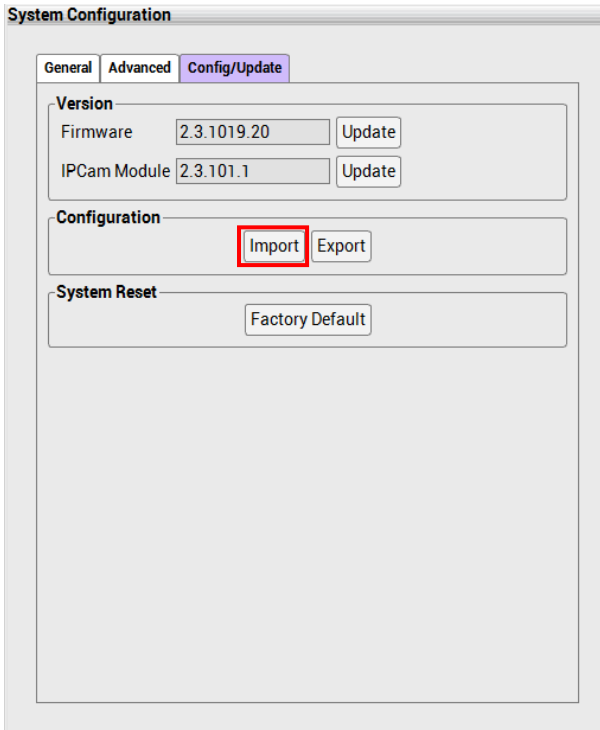 System Configuration
General Advanced Config/Update
Version
Firmware 2.3.1019.20 Update
IPCam Module 2.3.101.1 Update
Configuration
Import Export
System Reset
Factory Default